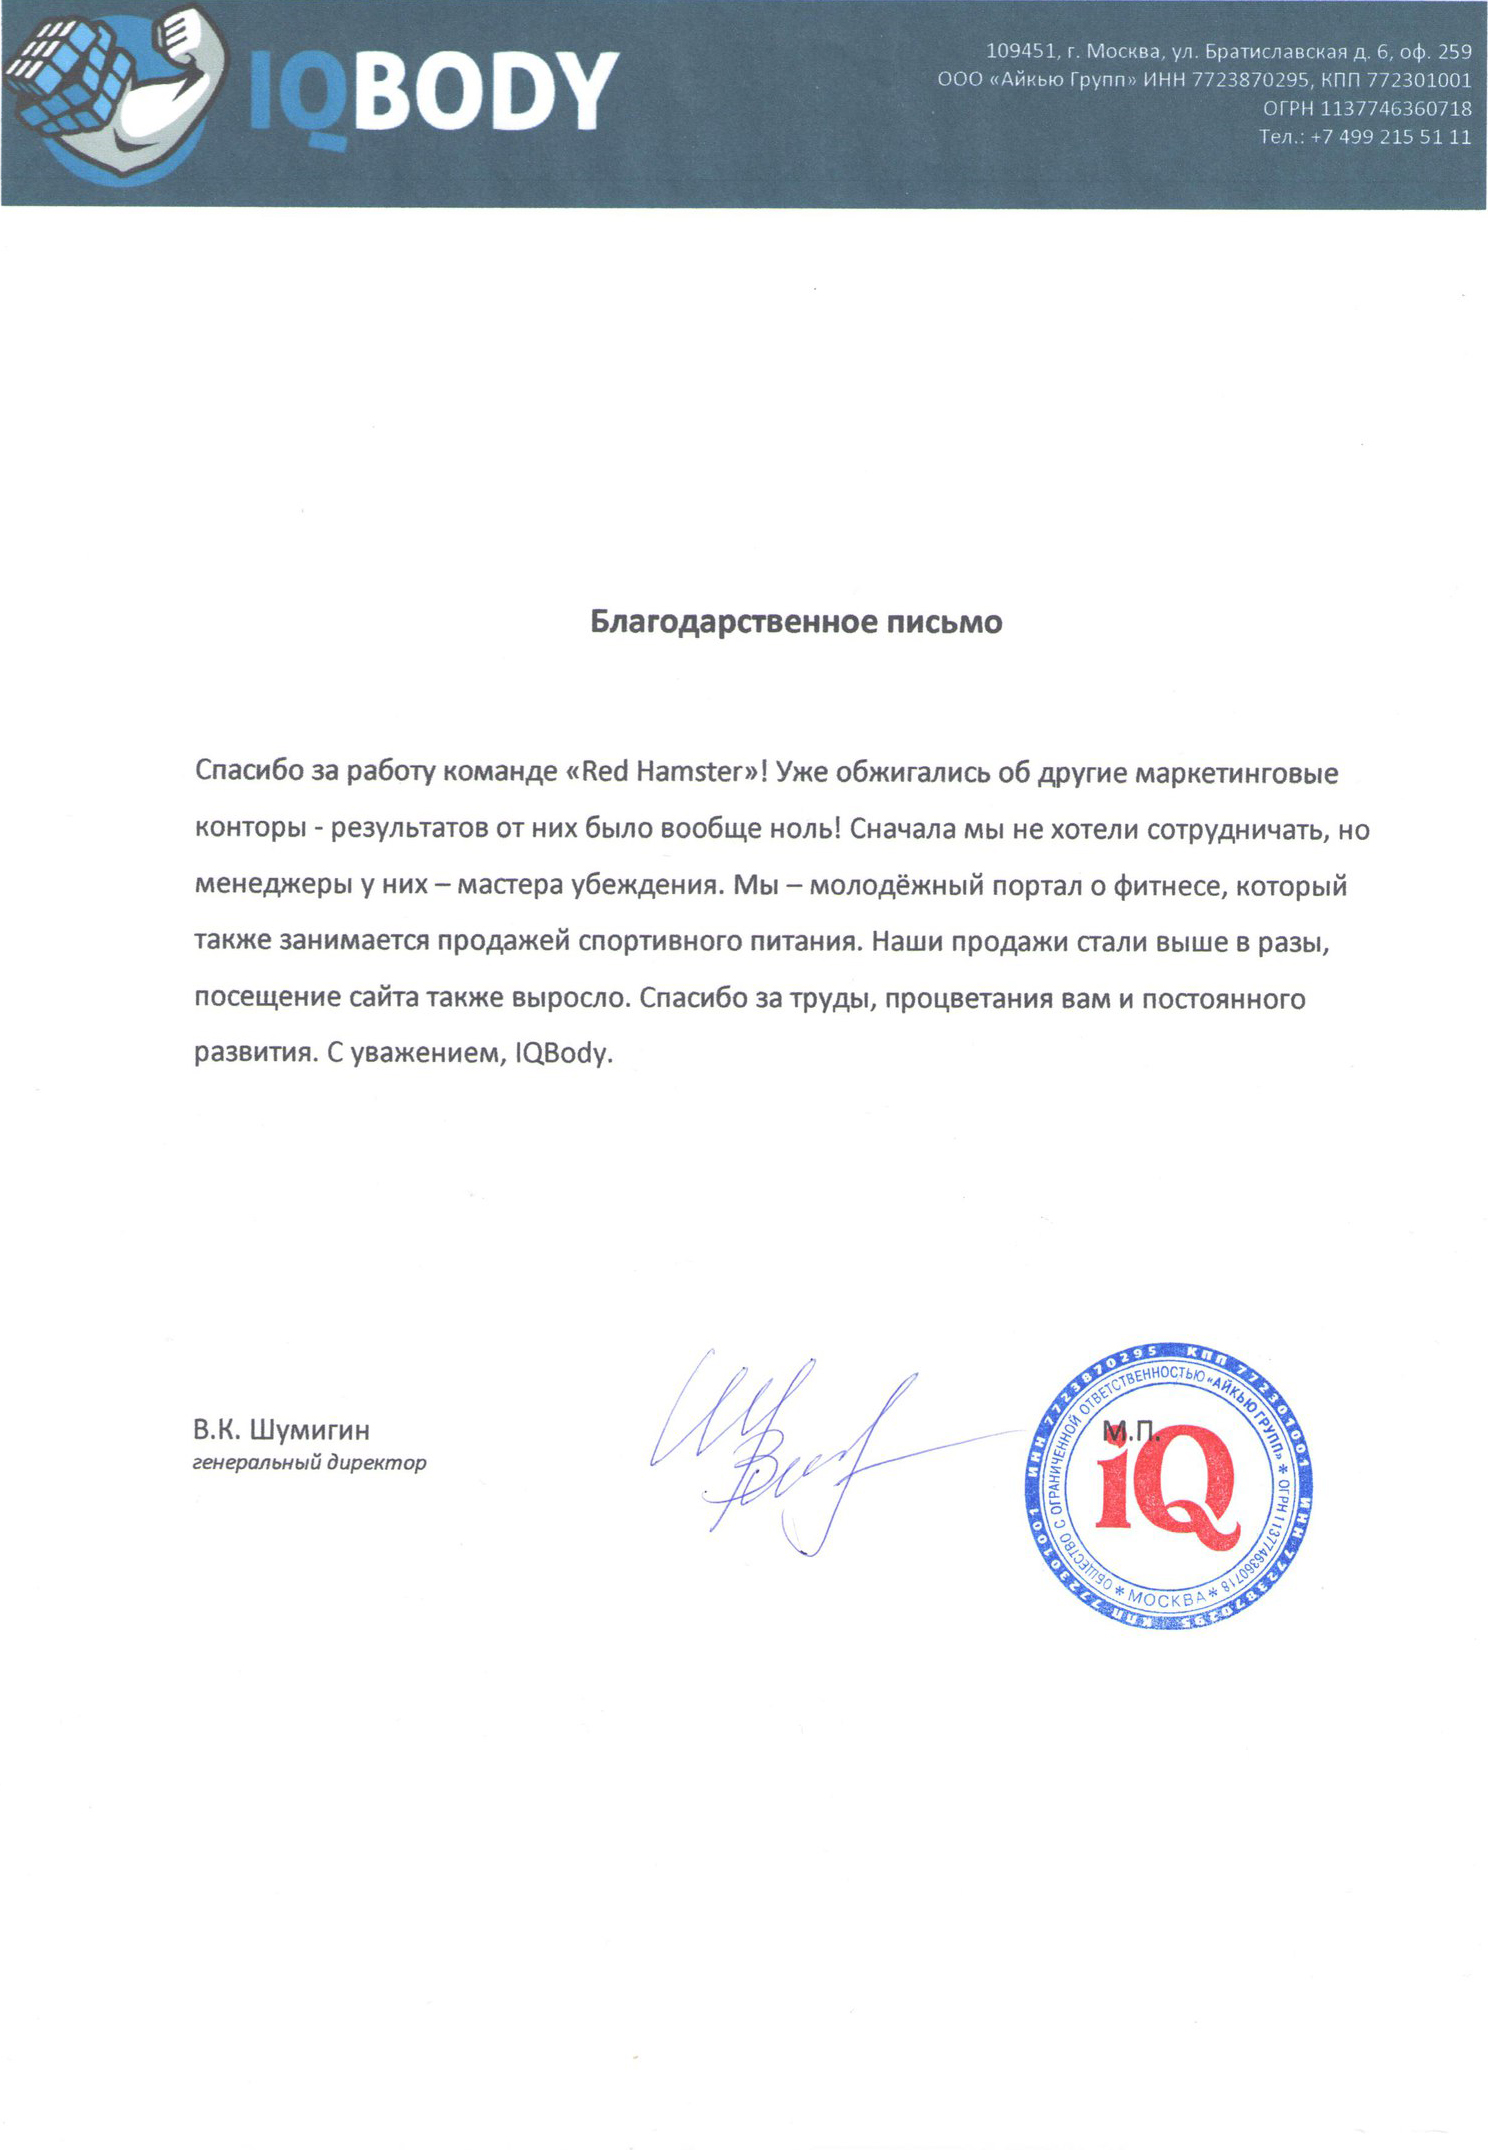 IQBODY
109451, г. Москва, ул. Братиславская д. 6, оф. 259
ООО «Айкью Групп» ИНН 7723870295, КПП 772301001
ОГРН 1137746360718
Тел.: +7 499 215 51 11
Благодарственное письмо
Спасибо за работу команде «Red Hamster»! Уже обжигались об другие маркетинговые
конторы - результатов от них было вообще ноль! Сначала мы не хотели сотрудничать, но
менеджеры у них – мастера убеждения. Мы – молодёжный портал о фитнесе, который
также занимается продажей спортивного питания. Наши продажи стали выше в разы,
посещение сайта также выросло. Спасибо за труды, процветания вам и постоянного
развития. С уважением, IQBody.
В.К. Шумигин
генеральный директор
М.П.
iQ
ИНН 7723870295 КПП 772301001 ИНН 7723870295 КПП 772301001
ОБЩЕСТВО С ОГРАНИЧЕННОЙ ОТВЕТСТВЕННОСТЬЮ «АЙКЬЮ ГРУПП» * ОГРН 1137746360718 *
МОСКВА *